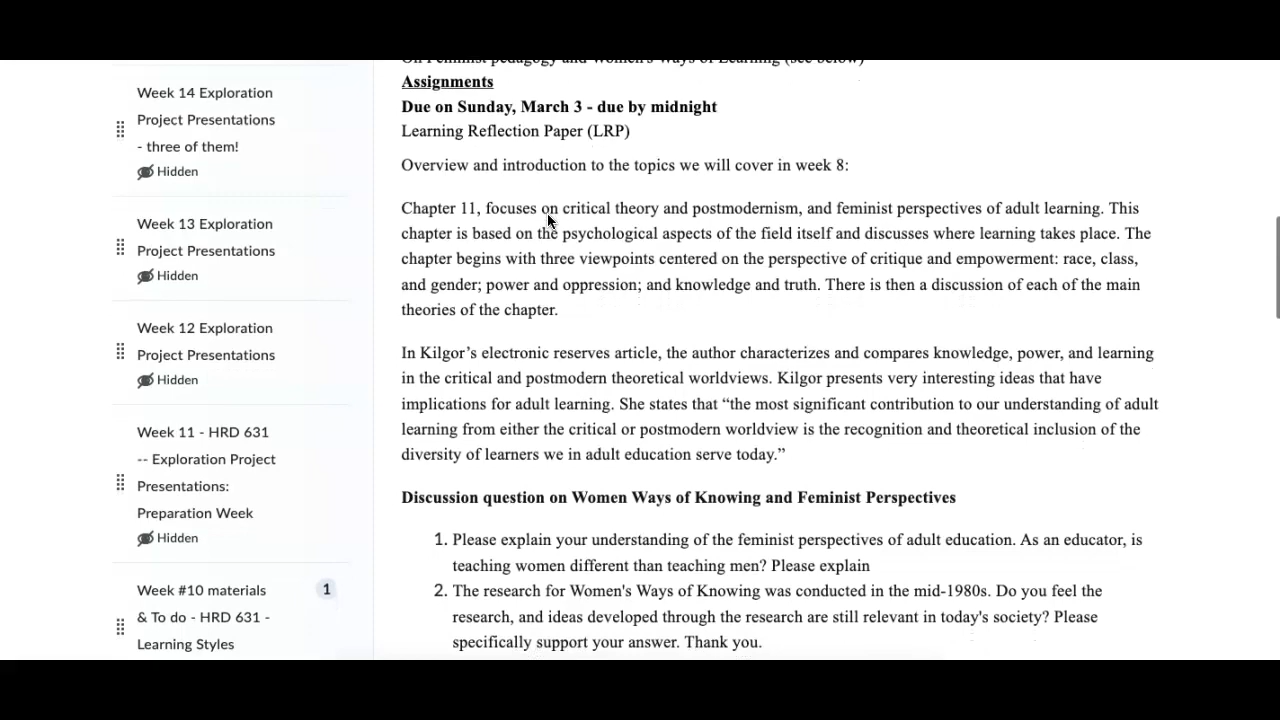 Week 14 Exploration
Project Presentations
- three of them!
Hidden
Week 13 Exploration
Project Presentations
Hidden
Week 12 Exploration
Project Presentations
Hidden
Week 11 - HRD 631
-- Exploration Project
Presentations:
Preparation Week
Hidden
Week #10 materials
1
& To do - HRD 631 -
Learning Styles
On Feminist pedagogy and Women's Ways of Learning (see below)
Assignments
Due on Sunday, March 3 - due by midnight
Learning Reflection Paper (LRP)
Overview and introduction to the topics we will cover in week 8:
Chapter 11, focuses on critical theory and postmodernism, and feminist perspectives of adult learning. This
chapter is based on the psychological aspects of the field itself and discusses where learning takes place. The
chapter begins with three viewpoints centered on the perspective of critique and empowerment: race, class,
and gender; power and oppression; and knowledge and truth. There is then a discussion of each of the main
theories of the chapter.
In Kilgor’s electronic reserves article, the author characterizes and compares knowledge, power, and learning
in the critical and postmodern theoretical worldviews. Kilgor presents very interesting ideas that have
implications for adult learning. She states that “the most significant contribution to our understanding of adult
learning from either the critical or postmodern worldview is the recognition and theoretical inclusion of the
diversity of learners we in adult education serve today.”
Discussion question on Women Ways of Knowing and Feminist Perspectives
1. Please explain your understanding of the feminist perspectives of adult education. As an educator, is
teaching women different than teaching men? Please explain
2. The research for Women's Ways of Knowing was conducted in the mid-1980s. Do you feel the
research, and ideas developed through the research are still relevant in today's society? Please
specifically support your answer. Thank you.